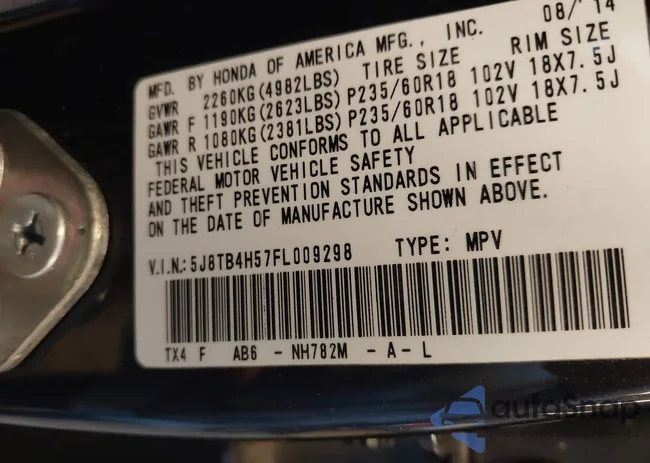 MFD. BY HONDA OF AMERICA MFG., INC. 08/'14
GVWR 2260KG(4982LBS) TIRE SIZE RIM SIZE
GAWR F 1190KG(2623LBS) P235/60R18 102V 18X7.5J
GAWR R 1080KG(2381LBS) P235/60R18 102V 18X7.5J
THIS VEHICLE CONFORMS TO ALL APPLICABLE
FEDERAL MOTOR VEHICLE SAFETY
AND THEFT PREVENTION STANDARDS IN EFFECT
ON THE DATE OF MANUFACTURE SHOWN ABOVE.
V.I.N.: 5J8TB4H57FL009298 TYPE: MPV
TX4 F AB6 - NH782M - A - L
autoSnap